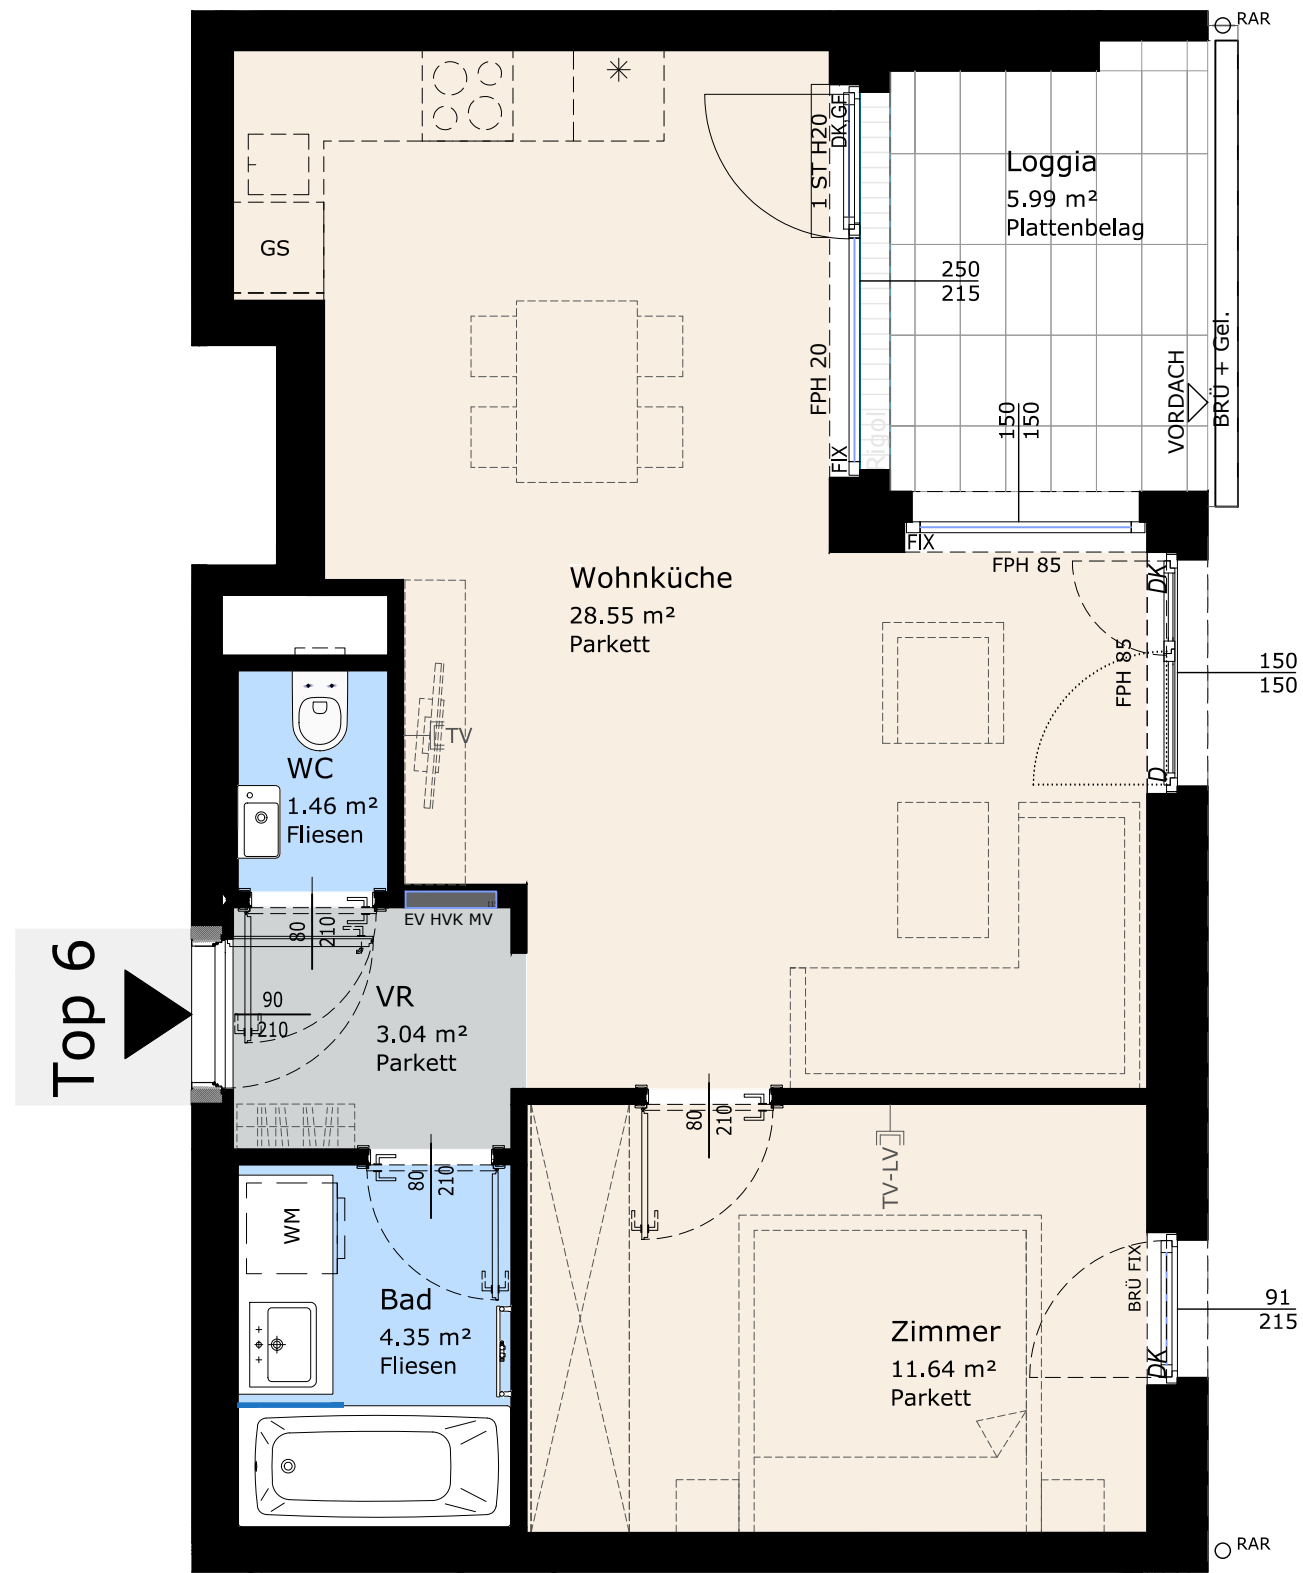 RAR
1 ST H20
DK,GF
Loggia
5.99 m²
Plattenbelag
GS
250
215
FPH 20
FIX
Rigol
150
150
VORDACH
BRÜ + Gel.
FIX
FPH 85
Wohnküche
28.55 m²
Parkett
DK
FPH 85
D
150
150
TV
WC
1.46 m²
Fliesen
80
210
EV HVK MV
Top 6
90
210
VR
3.04 m²
Parkett
80
210
80
210
TV-LV
WM
Bad
4.35 m²
Fliesen
BRÜ FIX
DK
91
215
Zimmer
11.64 m²
Parkett
RAR